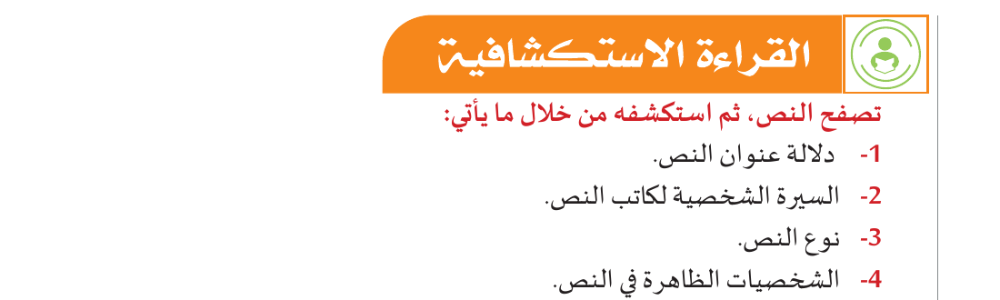 القراءة الاستكشافية
تصفح النص، ثم استكشفه من خلال ما يأتي:
1- دلالة عنوان النص.
2- السيرة الشخصية لكاتب النص.
3- نوع النص.
4- الشخصيات الظاهرة في النص.